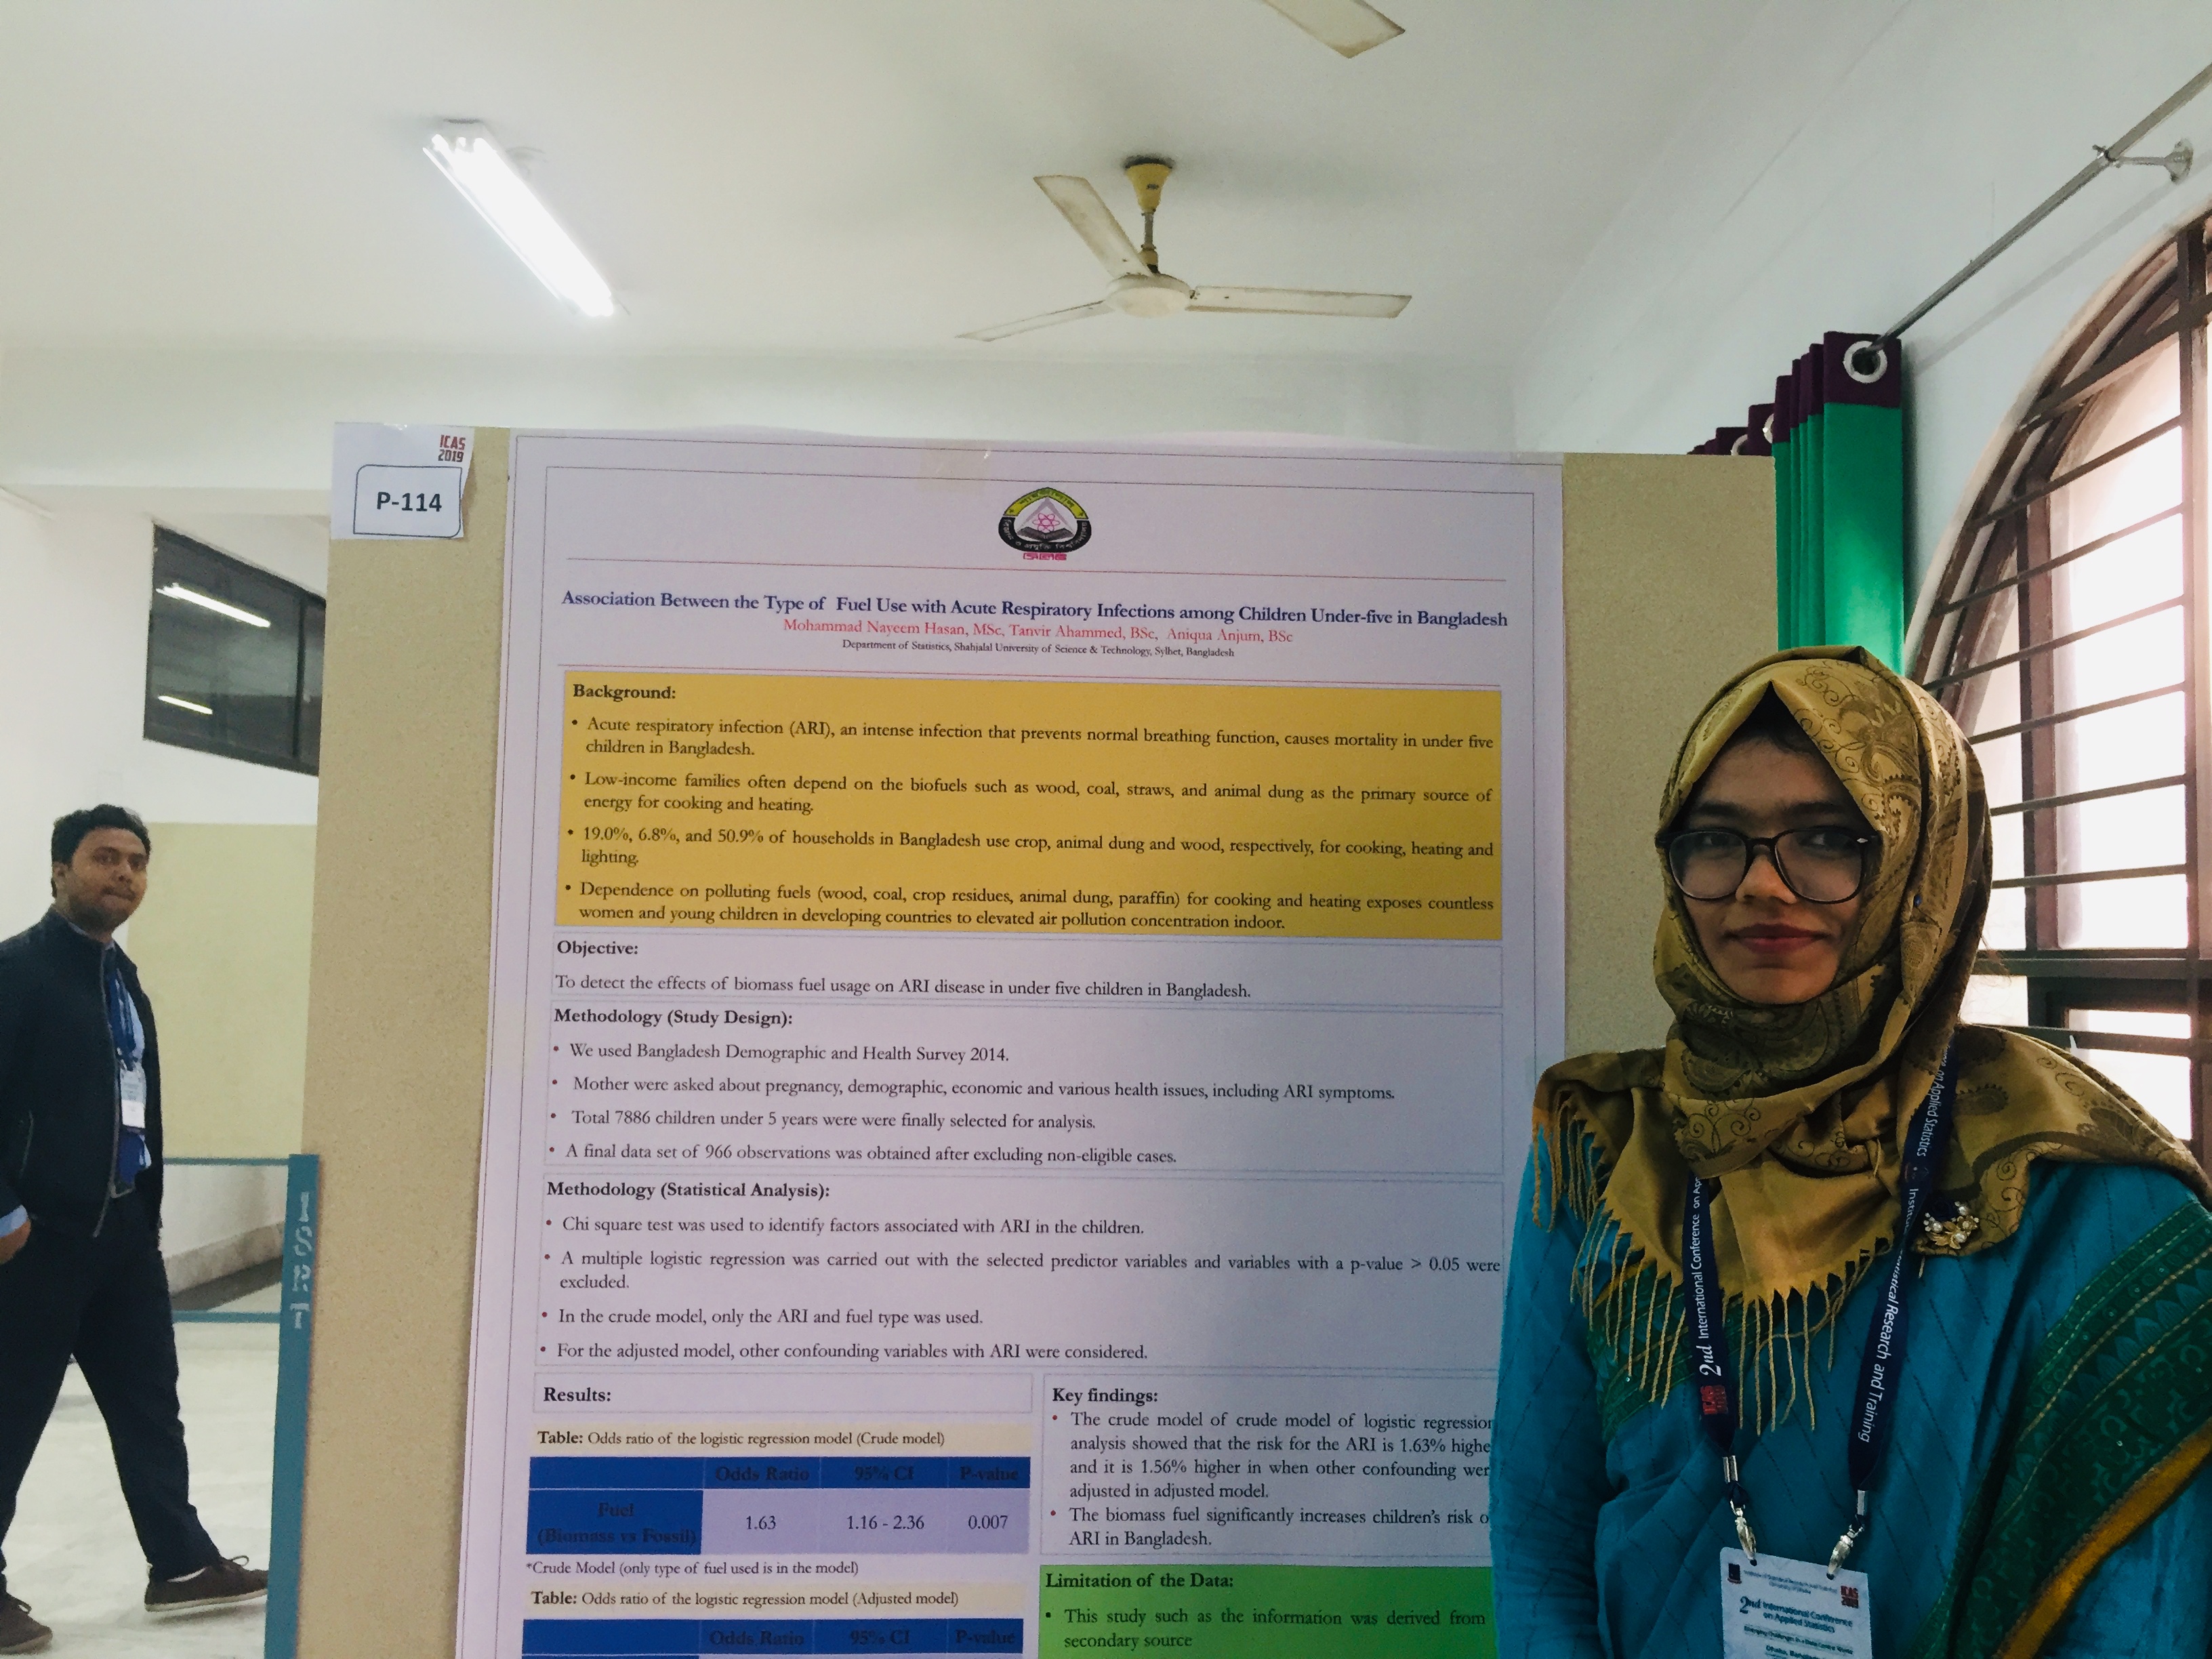 ICAS
2019
P-114
Association Between the Type of Fuel Use with Acute Respiratory Infections among Children Under-five in Bangladesh
Mohammad Nayeem Hasan, MSc, Tanvir Ahammed, BSc, Aniqua Anjum, BSc
Department of Statistics, Shahjalal University of Science & Technology, Sylhet, Bangladesh
Background:
• Acute respiratory infection (ARI), an intense infection that prevents normal breathing function, causes mortality in under five
children in Bangladesh.
• Low-income families often depend on the biofuels such as wood, coal, straws, and animal dung as the primary source of
energy for cooking and heating.
• 19.0%, 6.8%, and 50.9% of households in Bangladesh use crop, animal dung and wood, respectively, for cooking, heating and
lighting.
• Dependence on polluting fuels (wood, coal, crop residues, animal dung, paraffin) for cooking and heating exposes countless
women and young children in developing countries to elevated air pollution concentration indoor.
Objective:
To detect the effects of biomass fuel usage on ARI disease in under five children in Bangladesh.
Methodology (Study Design):
• We used Bangladesh Demographic and Health Survey 2014.
• Mother were asked about pregnancy, demographic, economic and various health issues, including ARI symptoms.
• Total 7886 children under 5 years were were finally selected for analysis.
• A final data set of 966 observations was obtained after excluding non-eligible cases.
Methodology (Statistical Analysis):
• Chi square test was used to identify factors associated with ARI in the children.
• A multiple logistic regression was carried out with the selected predictor variables and variables with a p-value > 0.05 were
excluded.
• In the crude model, only the ARI and fuel type was used.
• For the adjusted model, other confounding variables with ARI were considered.
Results:
Table: Odds ratio of the logistic regression model (Crude model)
Odds Ratio 95% CI P-value
Fuel
(Biomass vs Fossil)
1.63 1.16 - 2.36 0.007
*Crude Model (only type of fuel used is in the model)
Table: Odds ratio of the logistic regression model (Adjusted model)
Odds Ratio 95% CI P-value
Key findings:
• The crude model of crude model of logistic regression
analysis showed that the risk for the ARI is 1.63% highe
and it is 1.56% higher in when other confounding wer
adjusted in adjusted model.
• The biomass fuel significantly increases children's risk o
ARI in Bangladesh.
Limitation of the Data:
• This study such as the information was derived from
secondary source
ISRT
ICAS
2nd International Conference on
on Applied Statistics
Statistical Research and Training
ICAS
2nd International Conference
on Applied Statistics